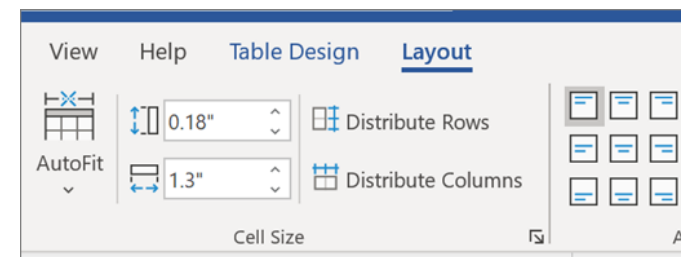 View Help Table Design Layout
0.18" Distribute Rows
AutoFit
1.3" Distribute Columns
Cell Size
A